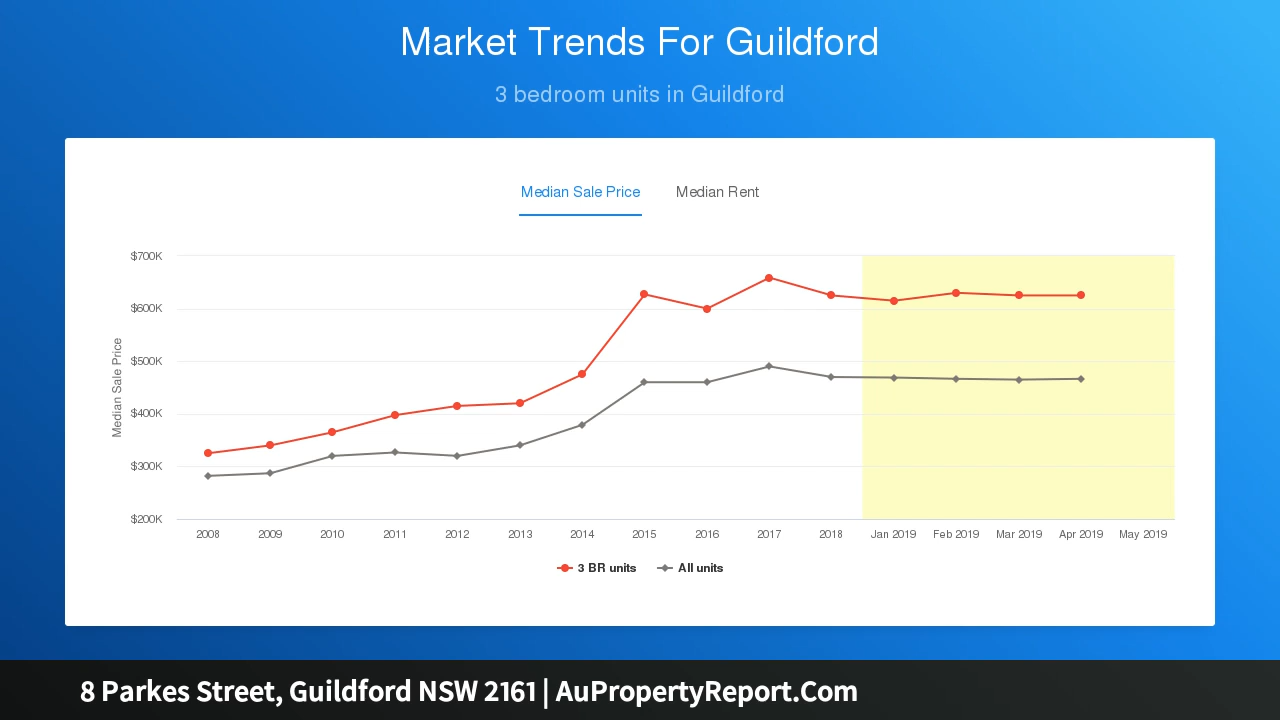 Market Trends For Guildford
3 bedroom units in Guildford
Median Sale Price Median Rent
$700K
$600K
$500K
$400K
$300K
$200K
Median Sale Price
2008 2009 2010 2011 2012 2013 2014 2015 2016 2017 2018 Jan 2019 Feb 2019 Mar 2019 Apr 2019 May 2019
3 BR units All units
8 Parkes Street, Guildford NSW 2161 | AuPropertyReport.Com